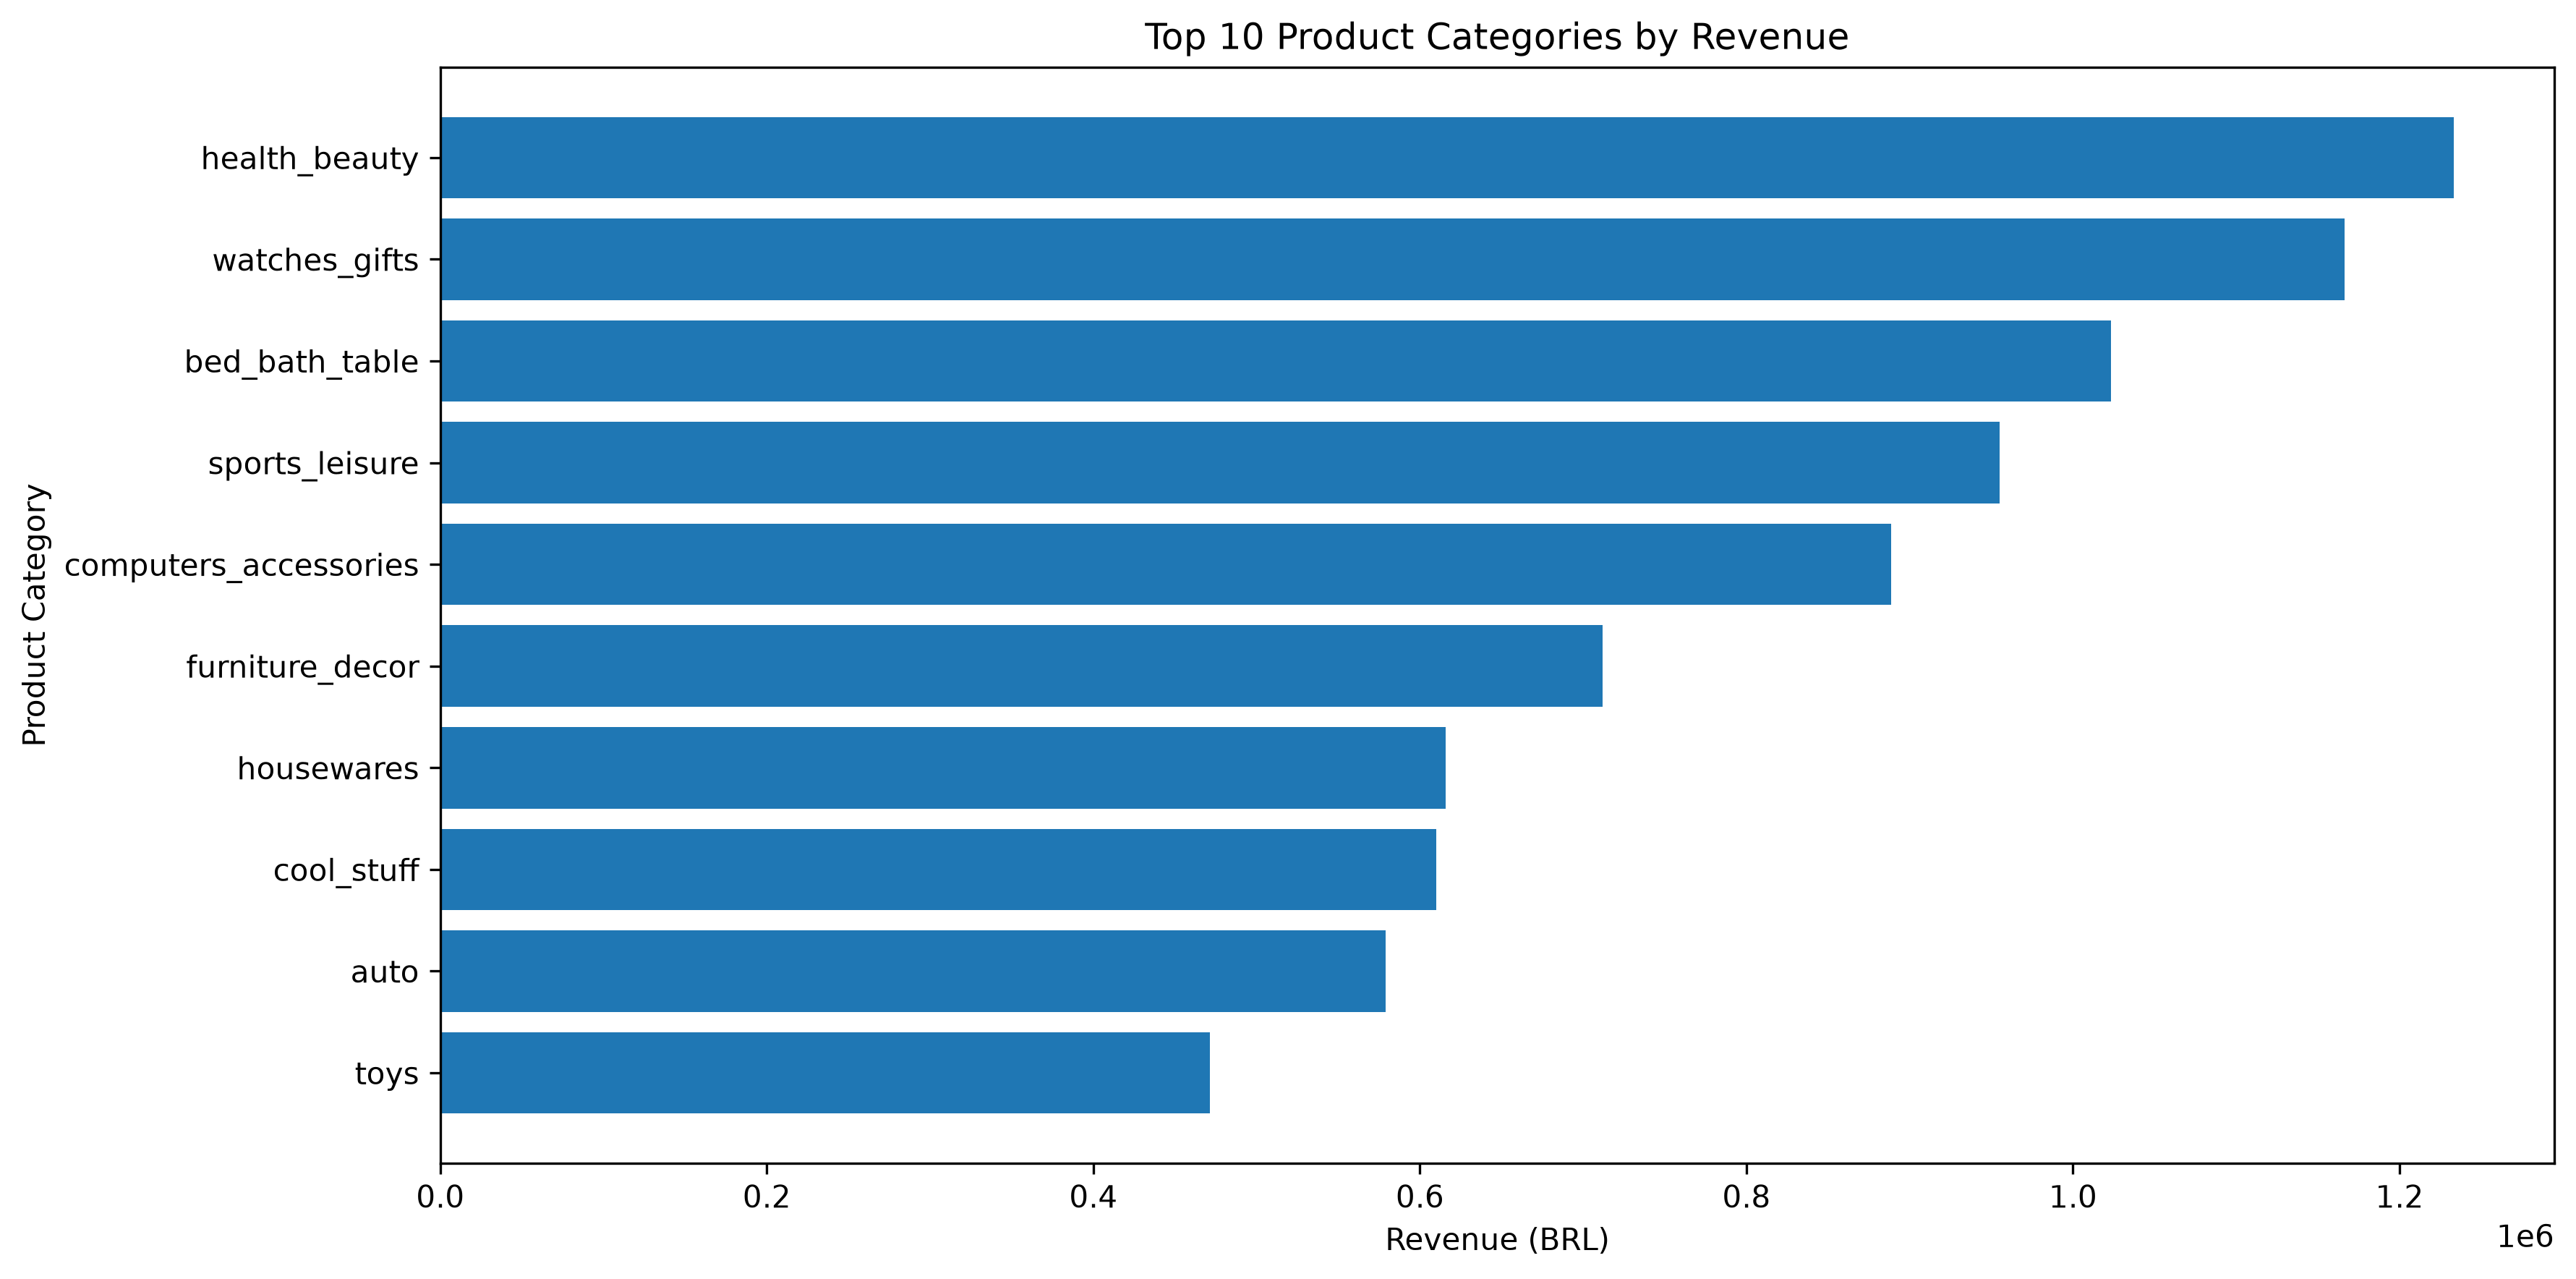 Top 10 Product Categories by Revenue
Product Category
health_beauty
watches_gifts
bed_bath_table
sports_leisure
computers_accessories
furniture_decor
housewares
cool_stuff
auto
toys
0.0 0.2 0.4 0.6 0.8 1.0 1.2
1e6
Revenue (BRL)